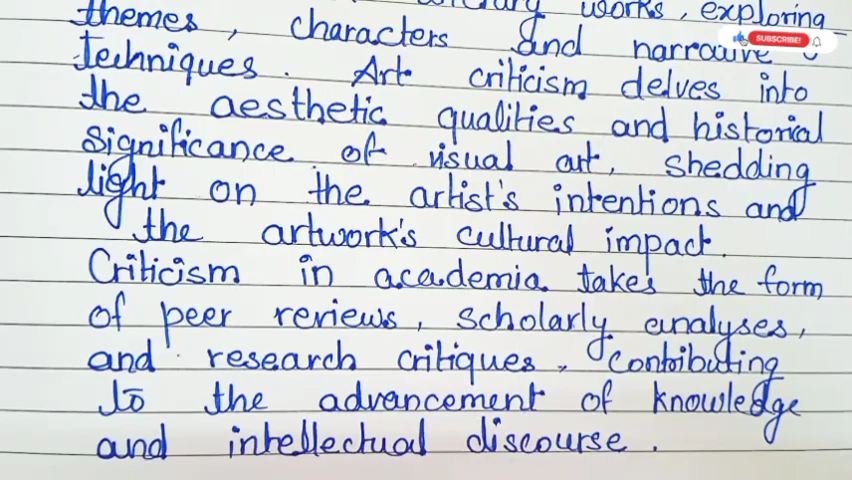 works, exploring
themes, characters and narrative
SUBSCRIBE!
techniques. Art criticism delves into
the aesthetic qualities and historical
significance of visual art, shedding
light on the artist's intentions and
the artwork's cultural impact.
Criticism in academia takes the form
of peer reviews, scholarly analyses,
and research critiques, contributing
to the advancement of knowledge
and intellectual discourse.